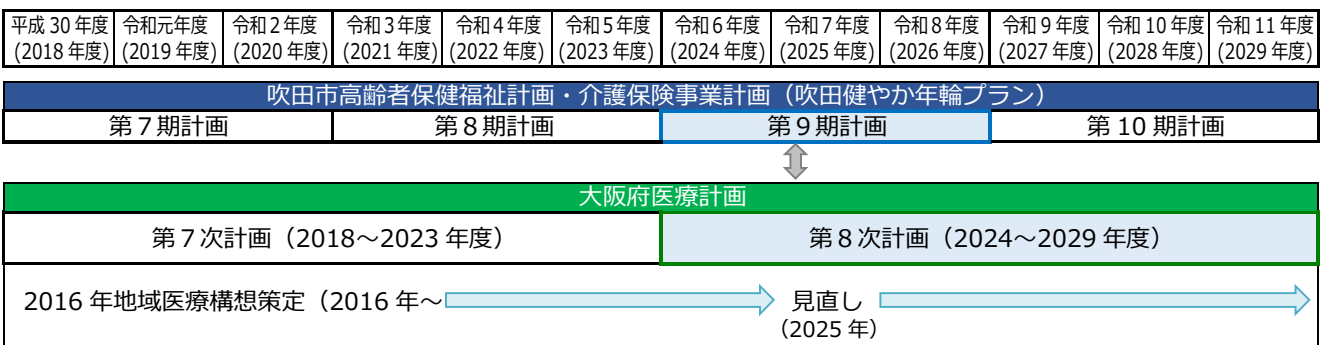 平成 30 年度 令和元年度 令和２年度 令和３年度 令和４年度 令和５年度 令和６年度 令和７年度 令和８年度 令和 9 年度 令和 10 年度 令和 11 年度
(2018 年度) (2019 年度) (2020 年度) (2021 年度) (2022 年度) (2023 年度) (2024 年度) (2025 年度) (2026 年度) (2027 年度) (2028 年度) (2029 年度)
吹田市高齢者保健福祉計画・介護保険事業計画（吹田健やか年輪プラン）
第７期計画 第８期計画 第９期計画 第 10 期計画
大阪府医療計画
第７次計画（2018～2023 年度） 第８次計画（2024～2029 年度）
2016 年地域医療構想策定（2016 年～ 見直し
（2025 年）